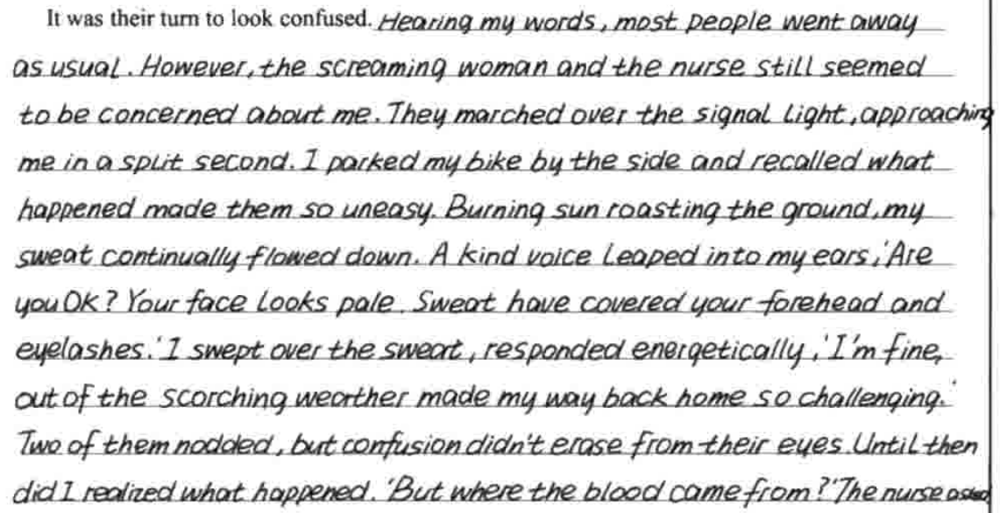 It was their turn to look confused. Hearing my words, most people went away
as usual. However, the screaming woman and the nurse still seemed
to be concerned about me. They marched over the signal light, approaching
me in a split second. I parked my bike by the side and recalled what
happened made them so uneasy. Burning sun roasting the ground, my
sweat continually flowed down. A kind voice leaped into my ears, 'Are
you OK? Your face looks pale. Sweat have covered your forehead and
eyelashes.' I swept over the sweat, responded energetically, 'I'm fine,
out of the scorching weather made my way back home so challenging.'
Two of them nodded, but confusion didn't erase from their eyes. Until then
did I realized what happened. 'But where the blood came from?' The nurse asked